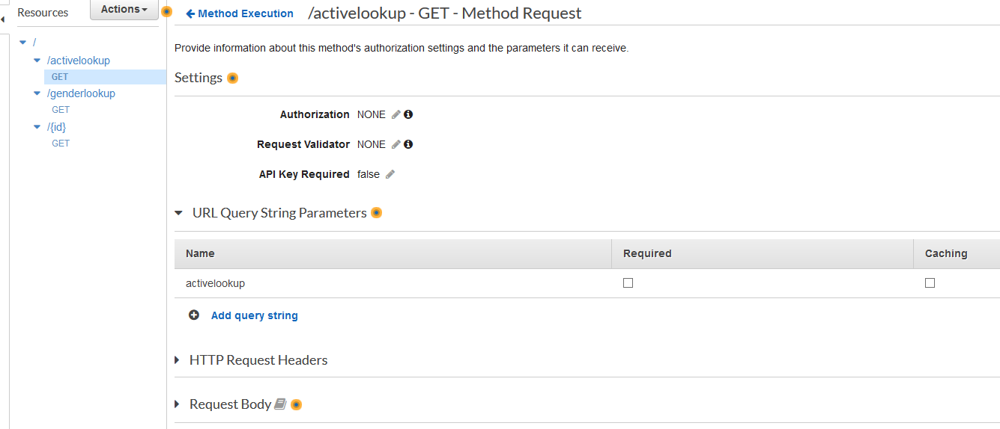 Resources
Actions
Method Execution /activelookup - GET - Method Request
/
/activelookup
GET
/genderlookup
GET
/{id}
GET
Provide information about this method's authorization settings and the parameters it can receive.
Settings
Authorization NONE
Request Validator NONE
API Key Required false
URL Query String Parameters
Name Required Caching
activelookup
Add query string
HTTP Request Headers
Request Body